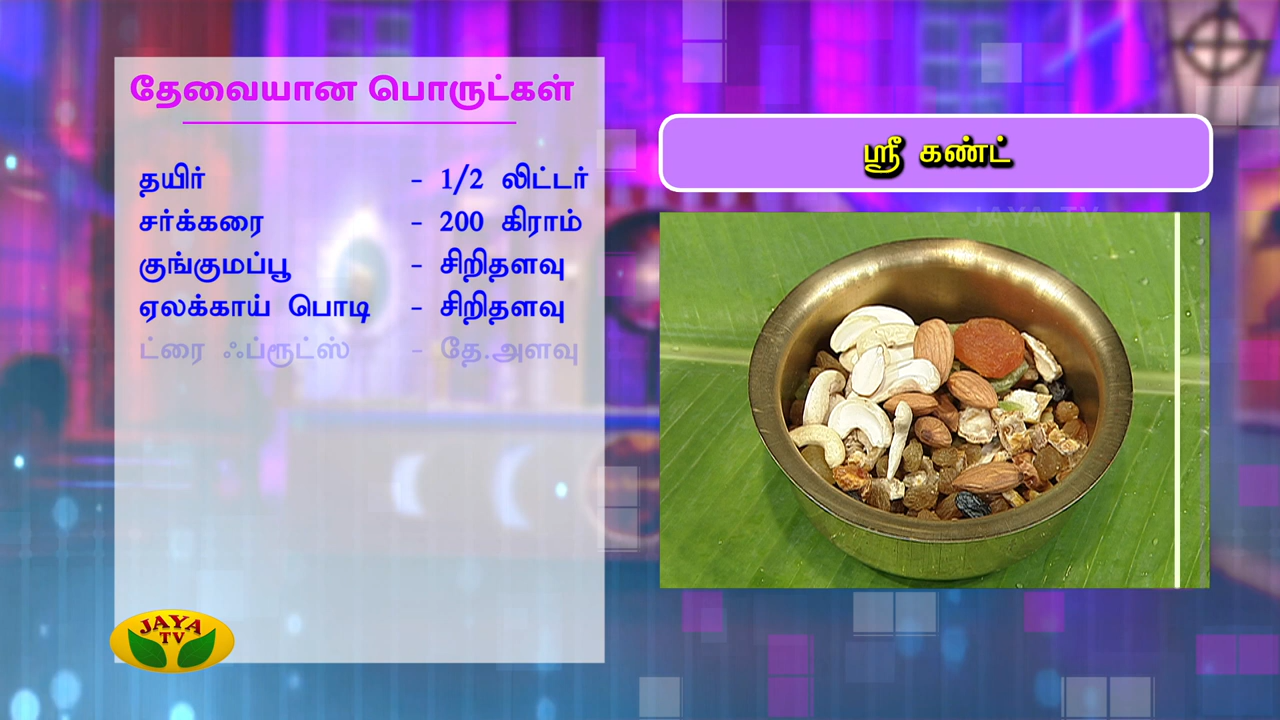 தேவையான பொருட்கள்
தயிர் - 1/2 லிட்டர்
சர்க்கரை - 200 கிராம்
குங்குமப்பூ - சிறிதளவு
ஏலக்காய் பொடி - சிறிதளவு
ட்ரை ஃப்ரூட்ஸ் - தே.அளவு
ஸ்ரீ கண்ட்
JAYA TV
JAYA
TV